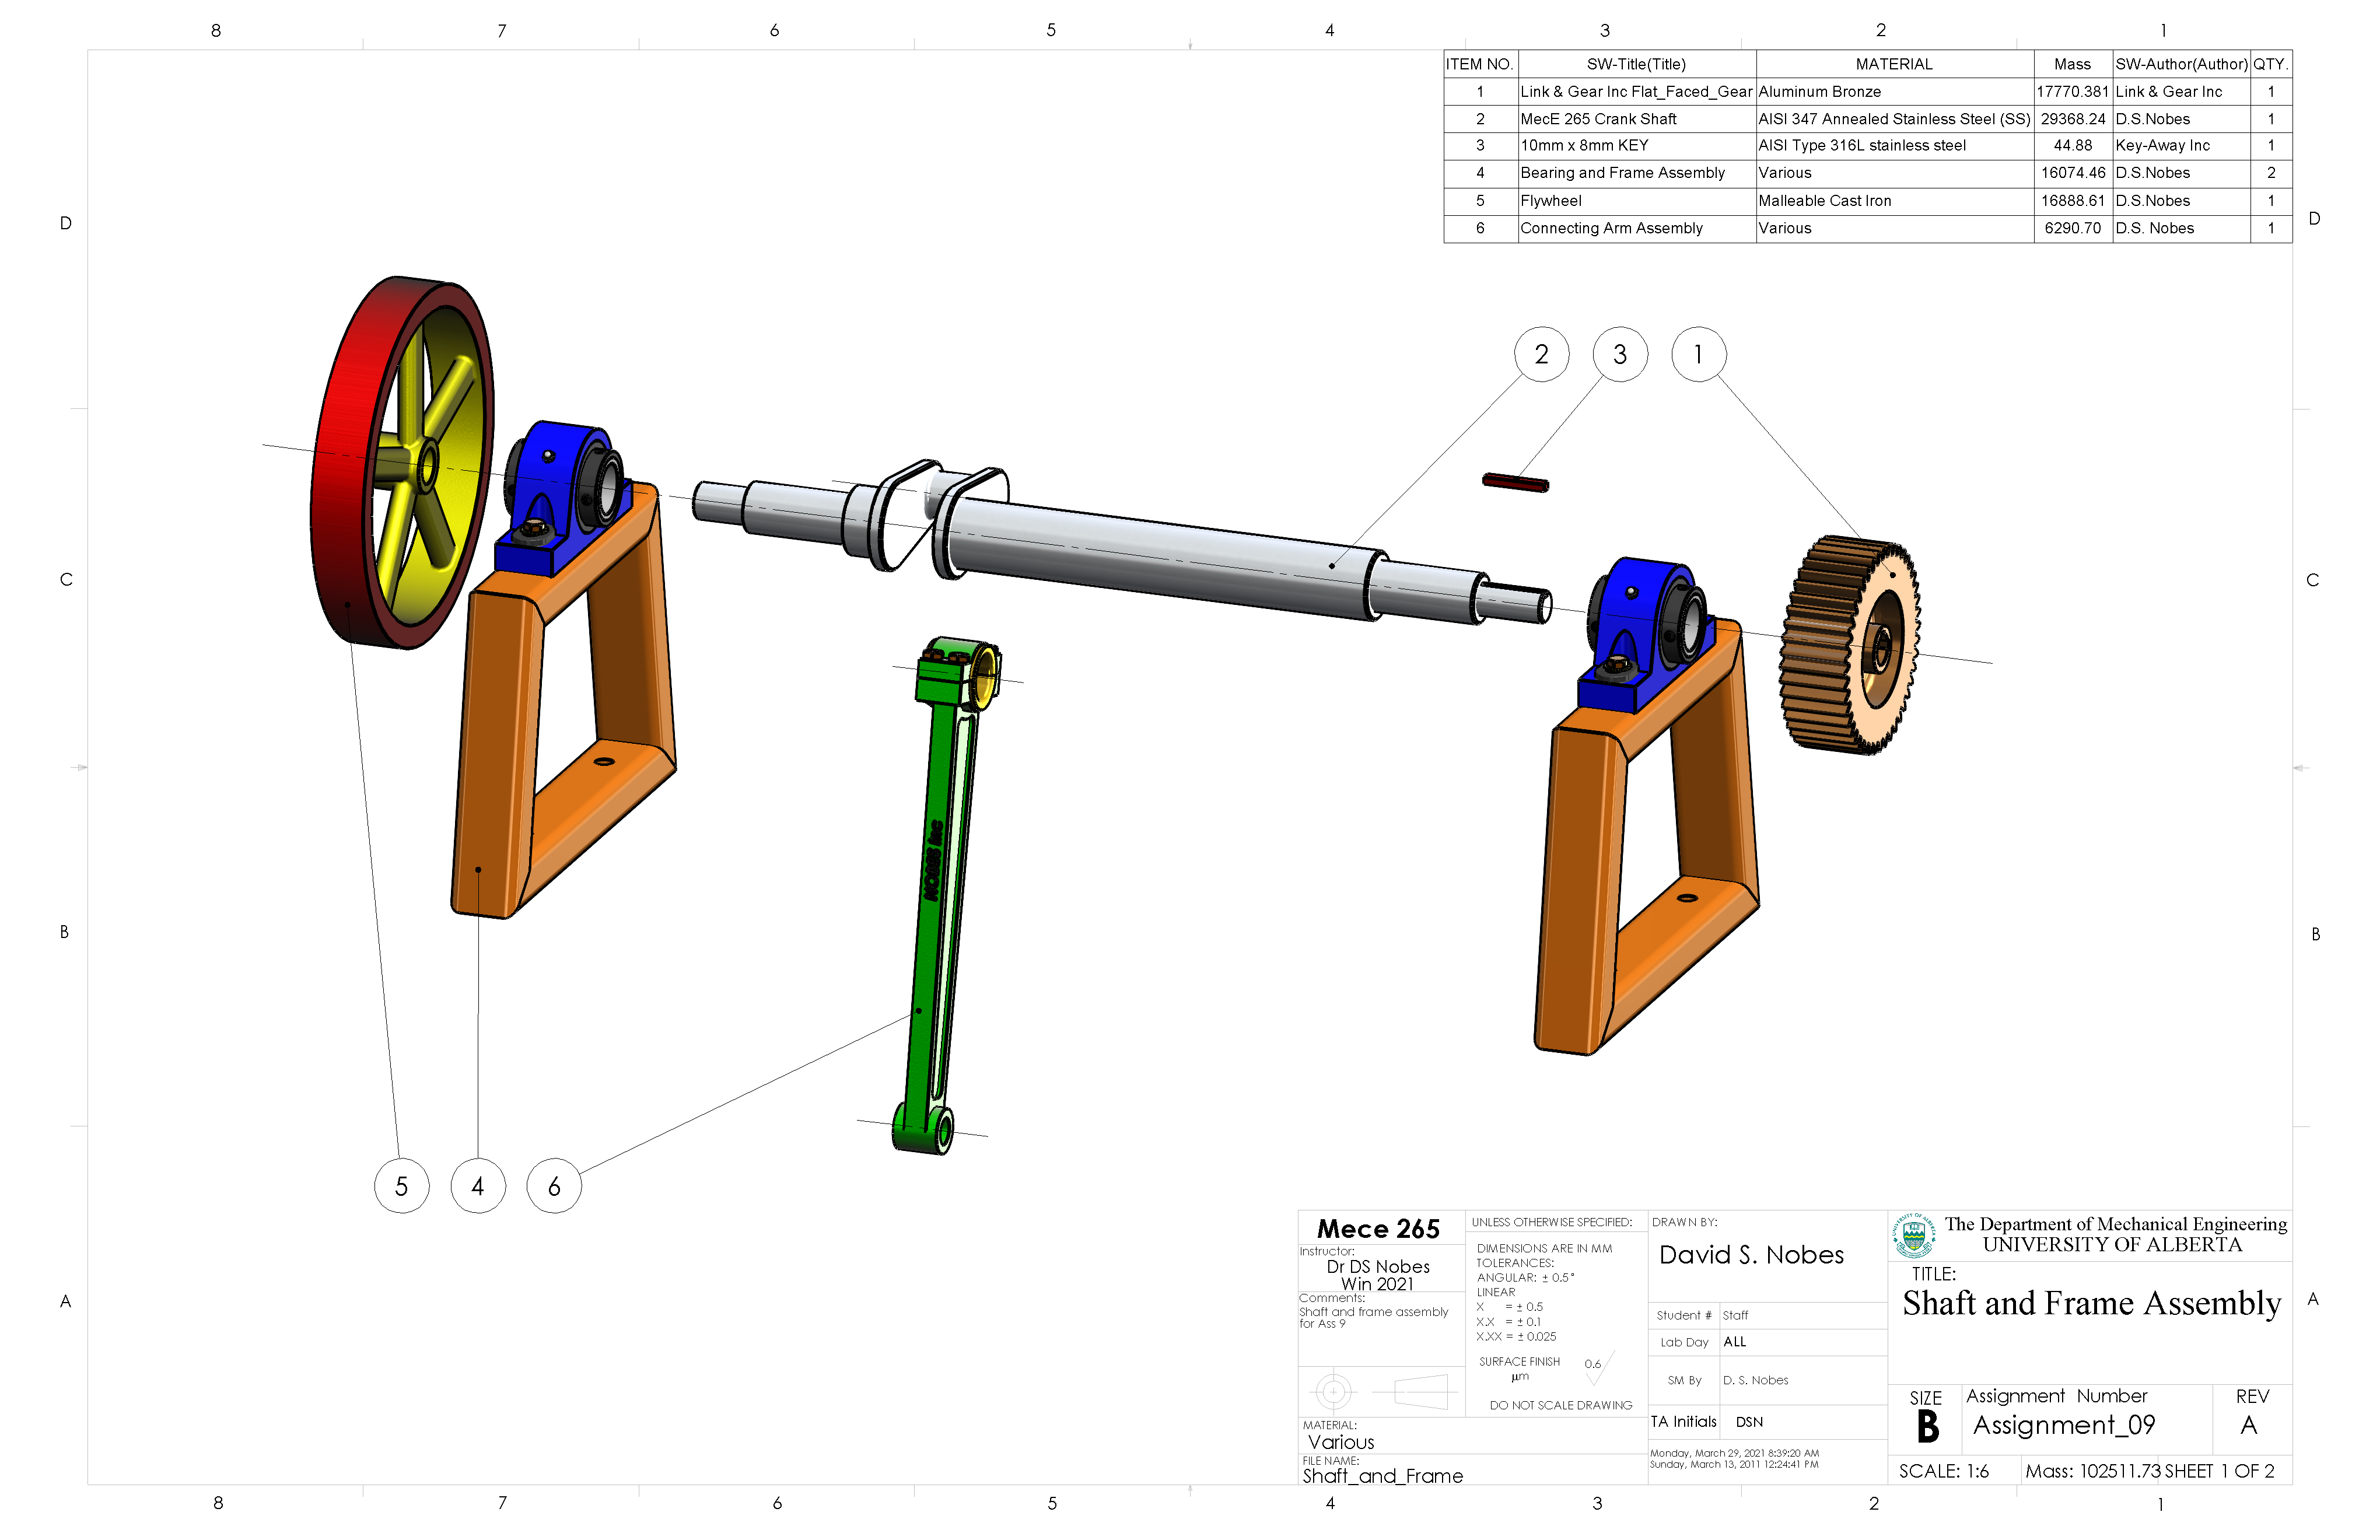 8 7 6 5 4 3 2 1
ITEM NO. SW-Title(Title) MATERIAL Mass SW-Author(Author) QTY.
1 Link & Gear Inc Flat_Faced_Gear Aluminum Bronze 17770.381 Link & Gear Inc 1
2 MecE 265 Crank Shaft AISI 347 Annealed Stainless Steel (SS) 29368.24 D.S.Nobes 1
3 10mm x 8mm KEY AISI Type 316L stainless steel 44.88 Key-Away Inc 1
4 Bearing and Frame Assembly Various 16074.46 D.S.Nobes 2
5 Flywheel Malleable Cast Iron 16888.61 D.S.Nobes 1
6 Connecting Arm Assembly Various 6290.70 D.S. Nobes 1
D D
2 3 1
C C
NOBES Inc
B B
5 4 6
A A
Mece 265
Instructor:
Dr DS Nobes
Win 2021
Comments:
Shaft and frame assembly
for Ass 9
MATERIAL:
Various
FILE NAME:
Shaft_and_Frame
UNLESS OTHERWISE SPECIFIED:
DIMENSIONS ARE IN MM
TOLERANCES:
ANGULAR: ± 0.5°
LINEAR
X = ± 0.5
X.X = ± 0.1
X.XX = ± 0.025
SURFACE FINISH 0.6
µm
DO NOT SCALE DRAWING
DRAWN BY:
David S. Nobes
Student # Staff
Lab Day ALL
SM By D. S. Nobes
TA Initials DSN
Monday, March 29, 2021 8:39:20 AM
Sunday, March 13, 2011 12:24:41 PM
The Department of Mechanical Engineering
UNIVERSITY OF ALBERTA
TITLE:
Shaft and Frame Assembly
SIZE
B
Assignment Number
Assignment_09
REV
A
SCALE: 1:6 Mass: 102511.73 SHEET 1 OF 2
8 7 6 5 4 3 2 1